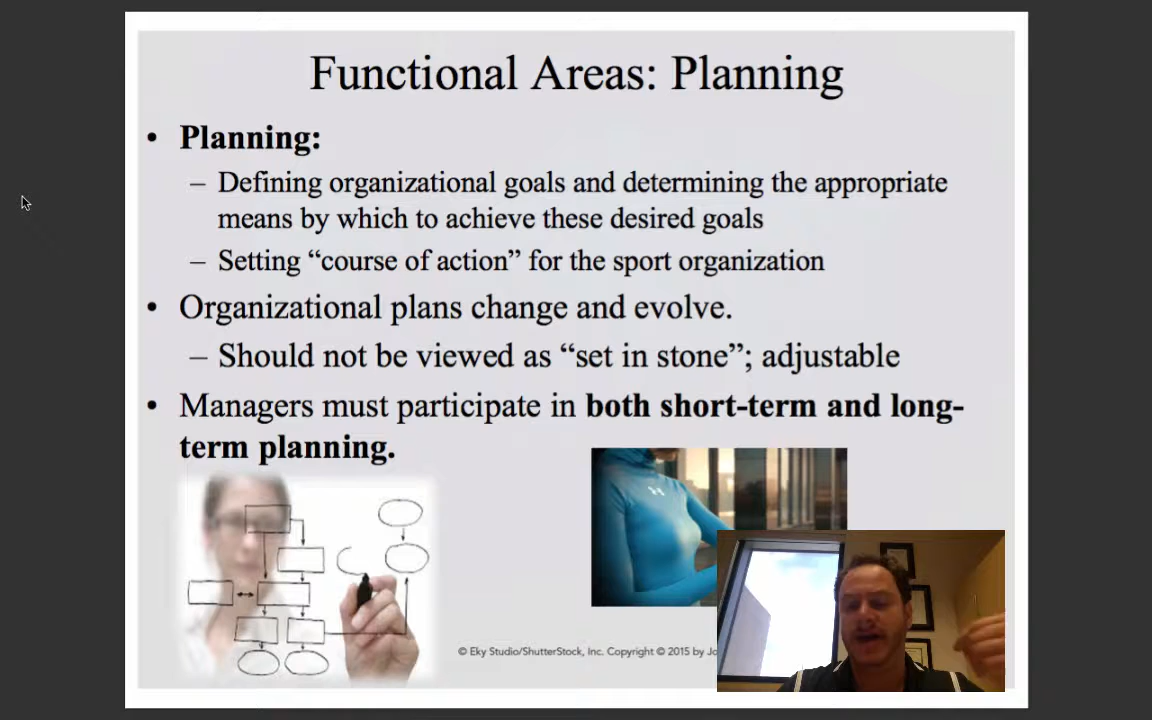 Functional Areas: Planning
• Planning:
– Defining organizational goals and determining the appropriate
means by which to achieve these desired goals
– Setting “course of action” for the sport organization
• Organizational plans change and evolve.
– Should not be viewed as “set in stone”; adjustable
• Managers must participate in both short-term and long-
term planning.
© Eky Studio/ShutterStock, Inc. Copyright © 2015 by